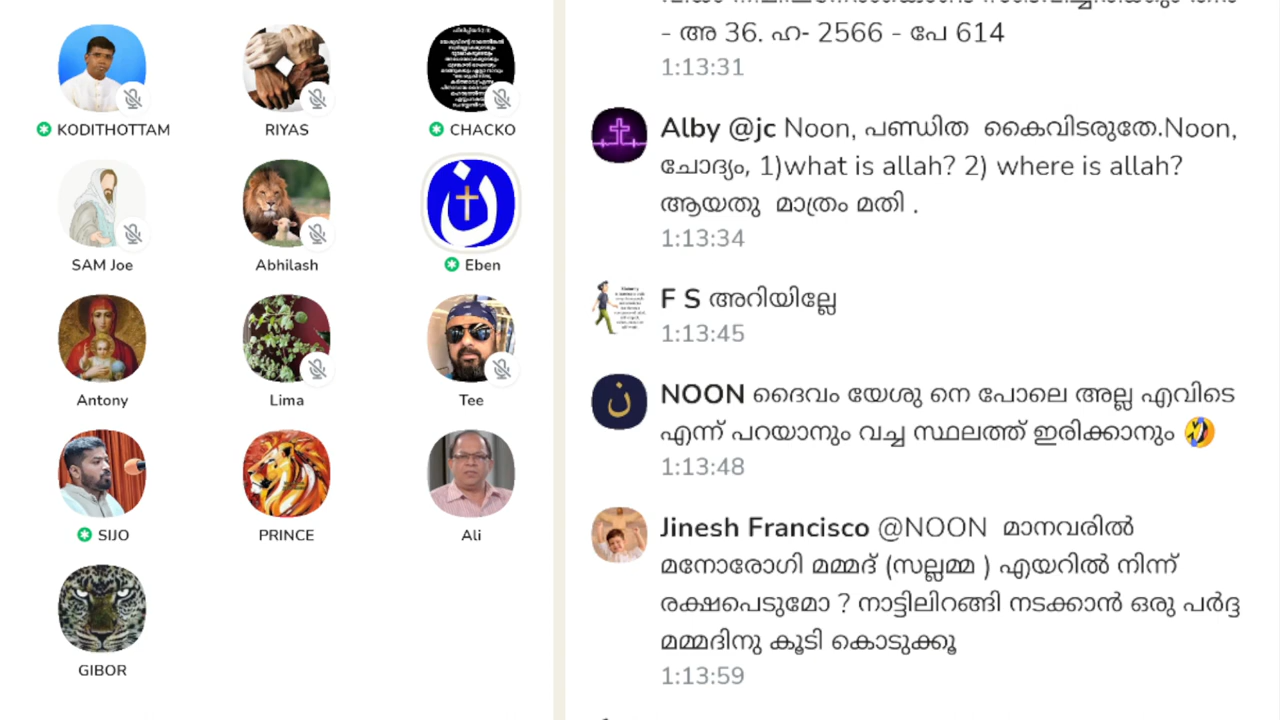 KODITHOTTAM
RIYAS
CHACKO
SAM Joe
Abhilash
Eben
Antony
Lima
Tee
SIJO
PRINCE
Ali
GIBOR
- അ 36. ഹ- 2566 - പേ 614
1:13:31
Alby @jc Noon, പണ്ഡിത കൈവിടരുതേ.Noon,
ചോദ്യം, 1)what is allah? 2) where is allah?
ആയതു മാത്രം മതി .
1:13:34
F S അറിയില്ലേ
1:13:45
NOON ദൈവം യേശു നെ പോലെ അല്ല എവിടെ
എന്ന് പറയാനും വച്ച സ്ഥലത്ത് ഇരിക്കാനും 🤣
1:13:48
Jinesh Francisco @NOON മാനവരിൽ
മനോരോഗി മമ്മദ് (സല്ലമ്മ ) എയറിൽ നിന്ന്
രക്ഷപെടുമോ ? നാട്ടിലിറങ്ങി നടക്കാൻ ഒരു പർദ്ദ
മമ്മദിനു കൂടി കൊടുക്കൂ
1:13:59